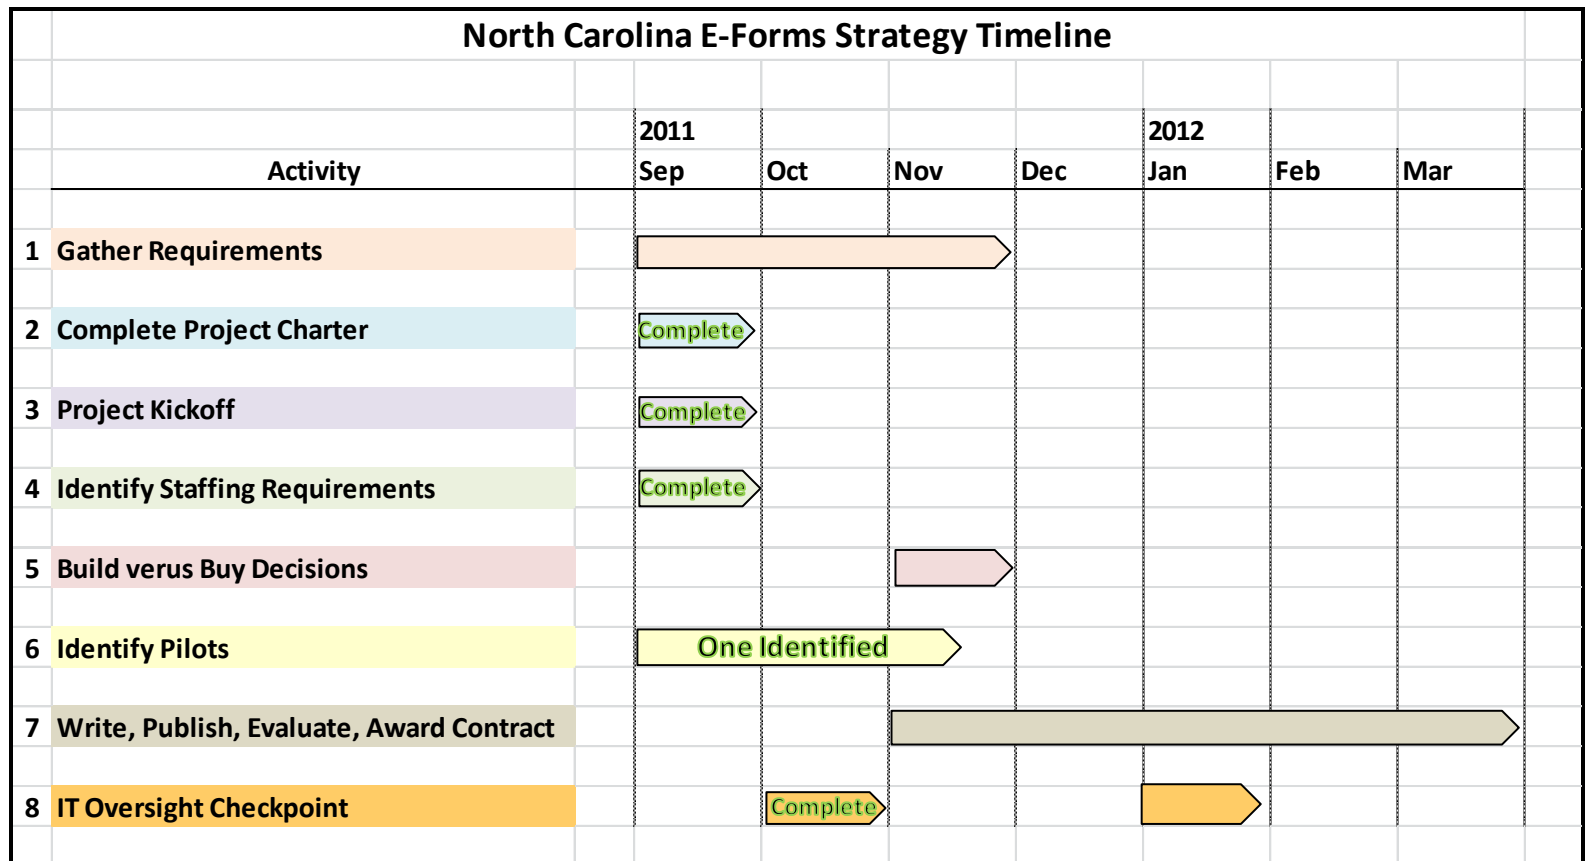 North Carolina E-Forms Strategy Timeline
2011 2012
Activity Sep Oct Nov Dec Jan Feb Mar
1 Gather Requirements
2 Complete Project Charter Complete
3 Project Kickoff Complete
4 Identify Staffing Requirements Complete
5 Build verus Buy Decisions
6 Identify Pilots One Identified
7 Write, Publish, Evaluate, Award Contract
8 IT Oversight Checkpoint Complete